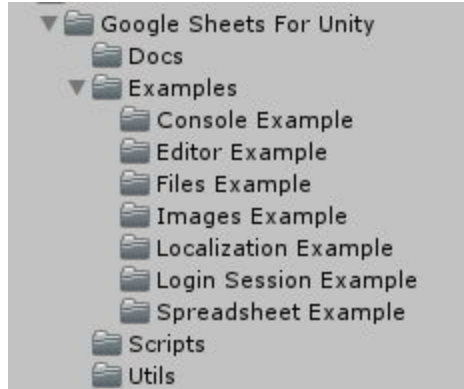 Google Sheets For Unity
Docs
Examples
Console Example
Editor Example
Files Example
Images Example
Localization Example
Login Session Example
Spreadsheet Example
Scripts
Utils